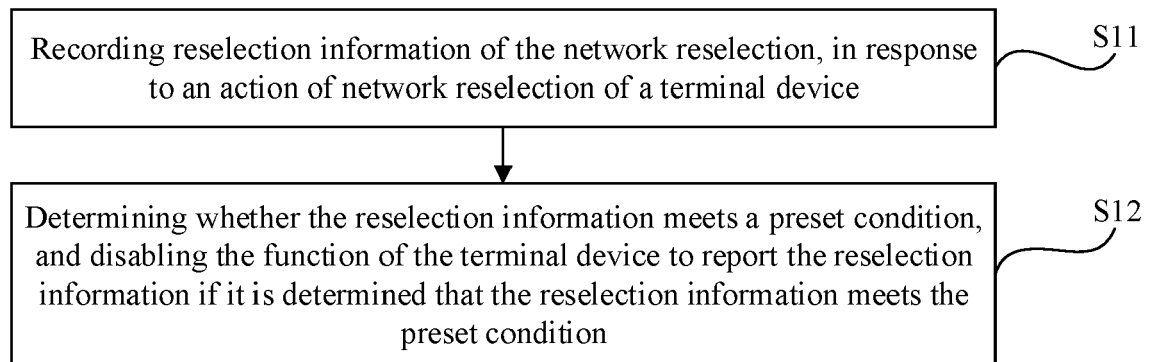 Recording reselection information of the network reselection, in response
to an action of network reselection of a terminal device
S11
Determining whether the reselection information meets a preset condition,
and disabling the function of the terminal device to report the reselection
information if it is determined that the reselection information meets the
preset condition
S12